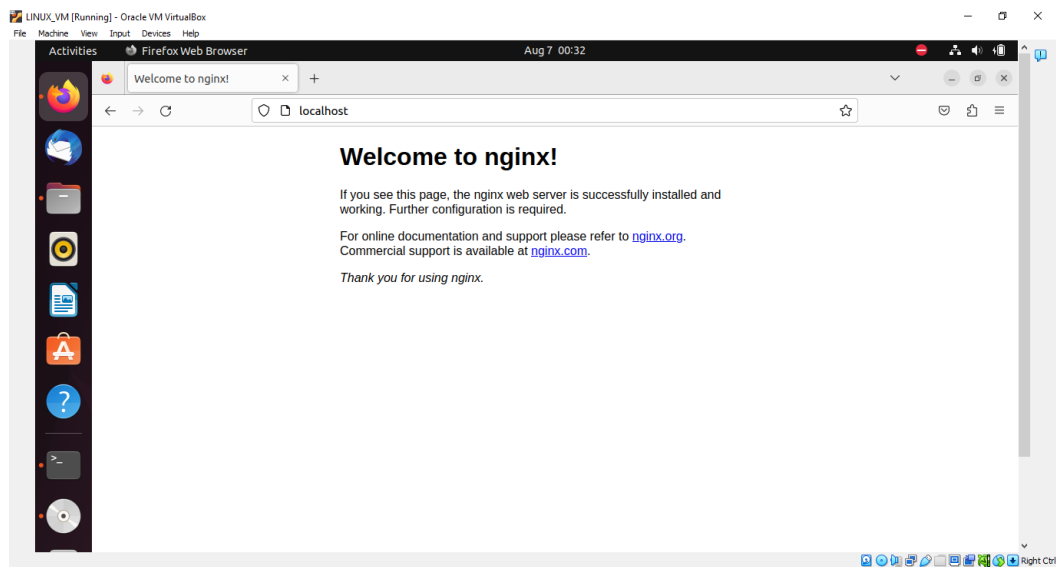 LINUX_VM [Running] - Oracle VM VirtualBox
File Machine View Input Devices Help
Activities Firefox Web Browser Aug 7 00:32
Welcome to nginx!
localhost
Welcome to nginx!
If you see this page, the nginx web server is successfully installed and
working. Further configuration is required.
For online documentation and support please refer to nginx.org.
Commercial support is available at nginx.com.
Thank you for using nginx.
Right Ctrl